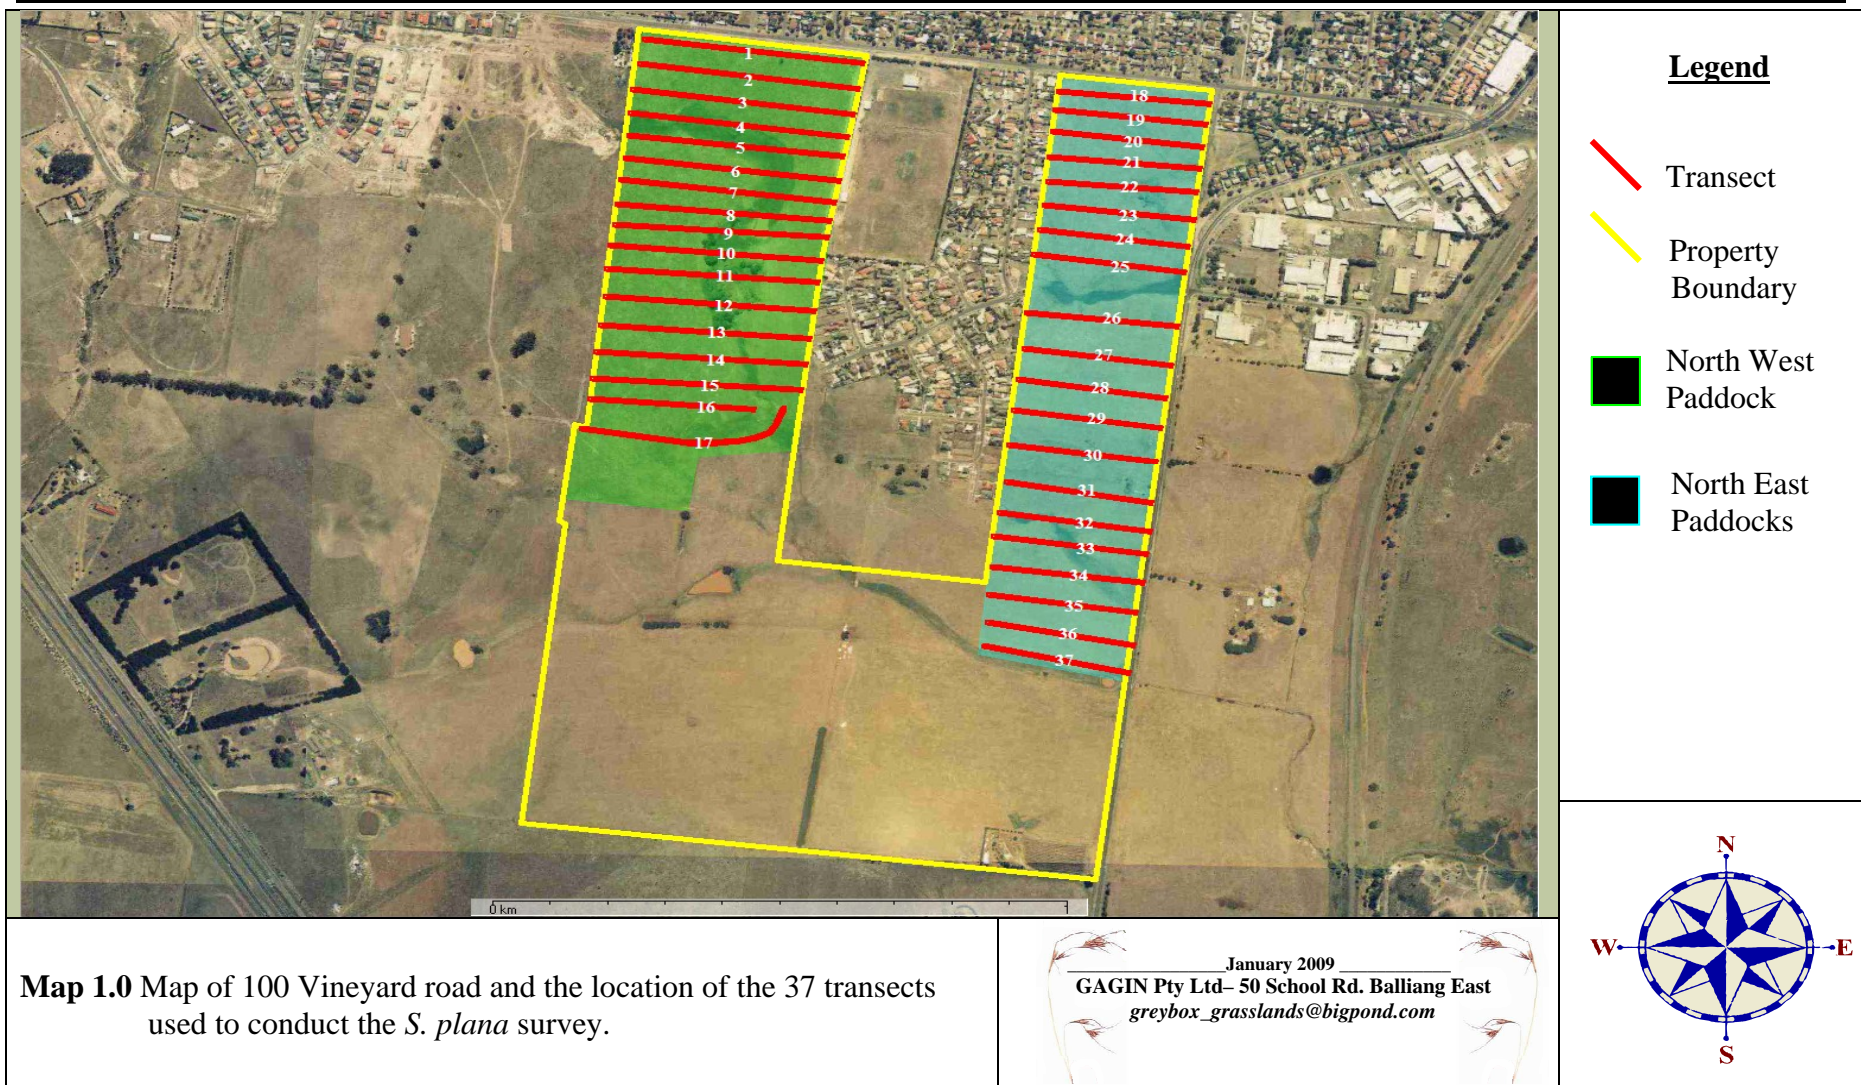 1
2
3
4
5
6
7
8
9
10
11
12
13
14
15
16
17
18
19
20
21
22
23
24
25
26
27
28
29
30
31
32
33
34
35
36
37
0 km
1
Legend
Transect
Property
Boundary
North West
Paddock
North East
Paddocks
N
W
E
S
Map 1.0 Map of 100 Vineyard road and the location of the 37 transects
used to conduct the S. plana survey.
January 2009
GAGIN Pty Ltd– 50 School Rd. Balliang East
greybox_grasslands@bigpond.com